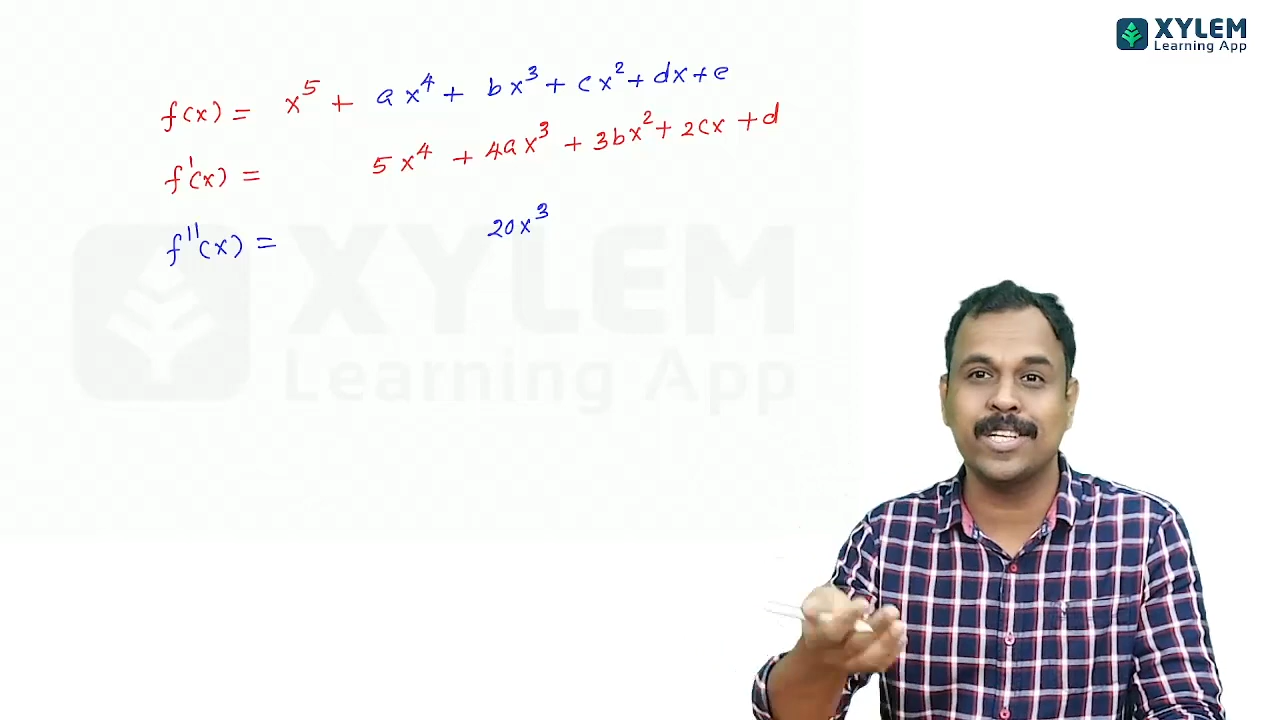 XYLEM
Learning App
f(x) = x⁵ + ax⁴ + bx³ + cx² + dx + e
f'(x) = 5x⁴ + 4ax³ + 3bx² + 2cx + d
f''(x) = 20x³
XYLEM
Learning App